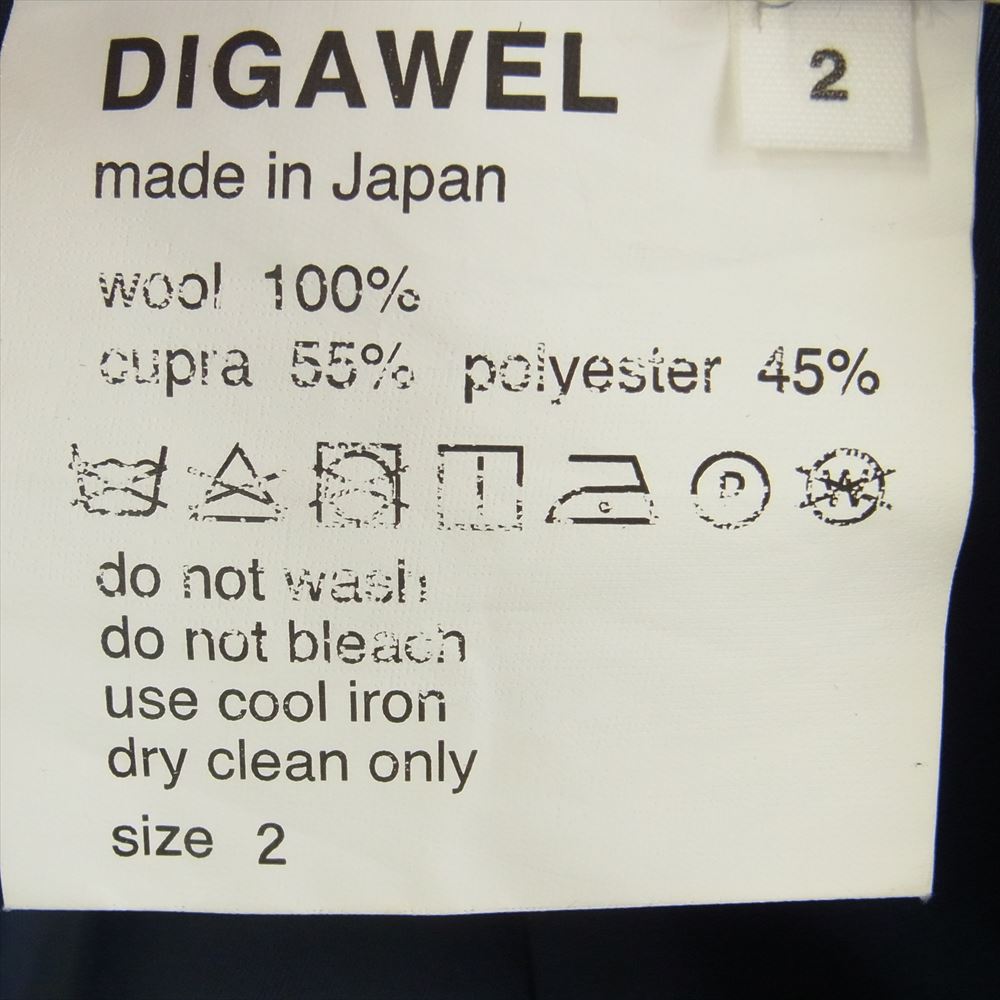 DIGAWEL
2
made in Japan
wool 100%
cupra 55% polyester 45%
P W
do not wash
do not bleach
use cool iron
dry clean only
size 2